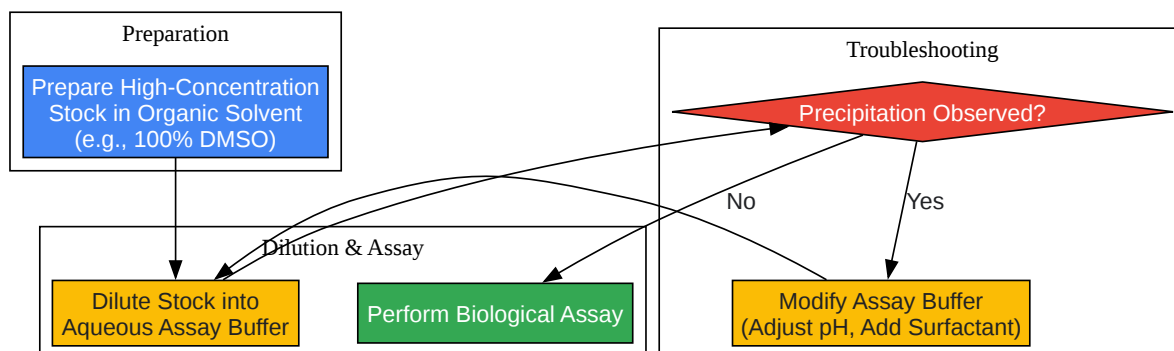 Preparation
Prepare High-Concentration
Stock in Organic Solvent
(e.g., 100% DMSO)
Troubleshooting
Precipitation Observed?
No
Yes
Dilution & Assay
Dilute Stock into
Aqueous Assay Buffer
Perform Biological Assay
Modify Assay Buffer
(Adjust pH, Add Surfactant)